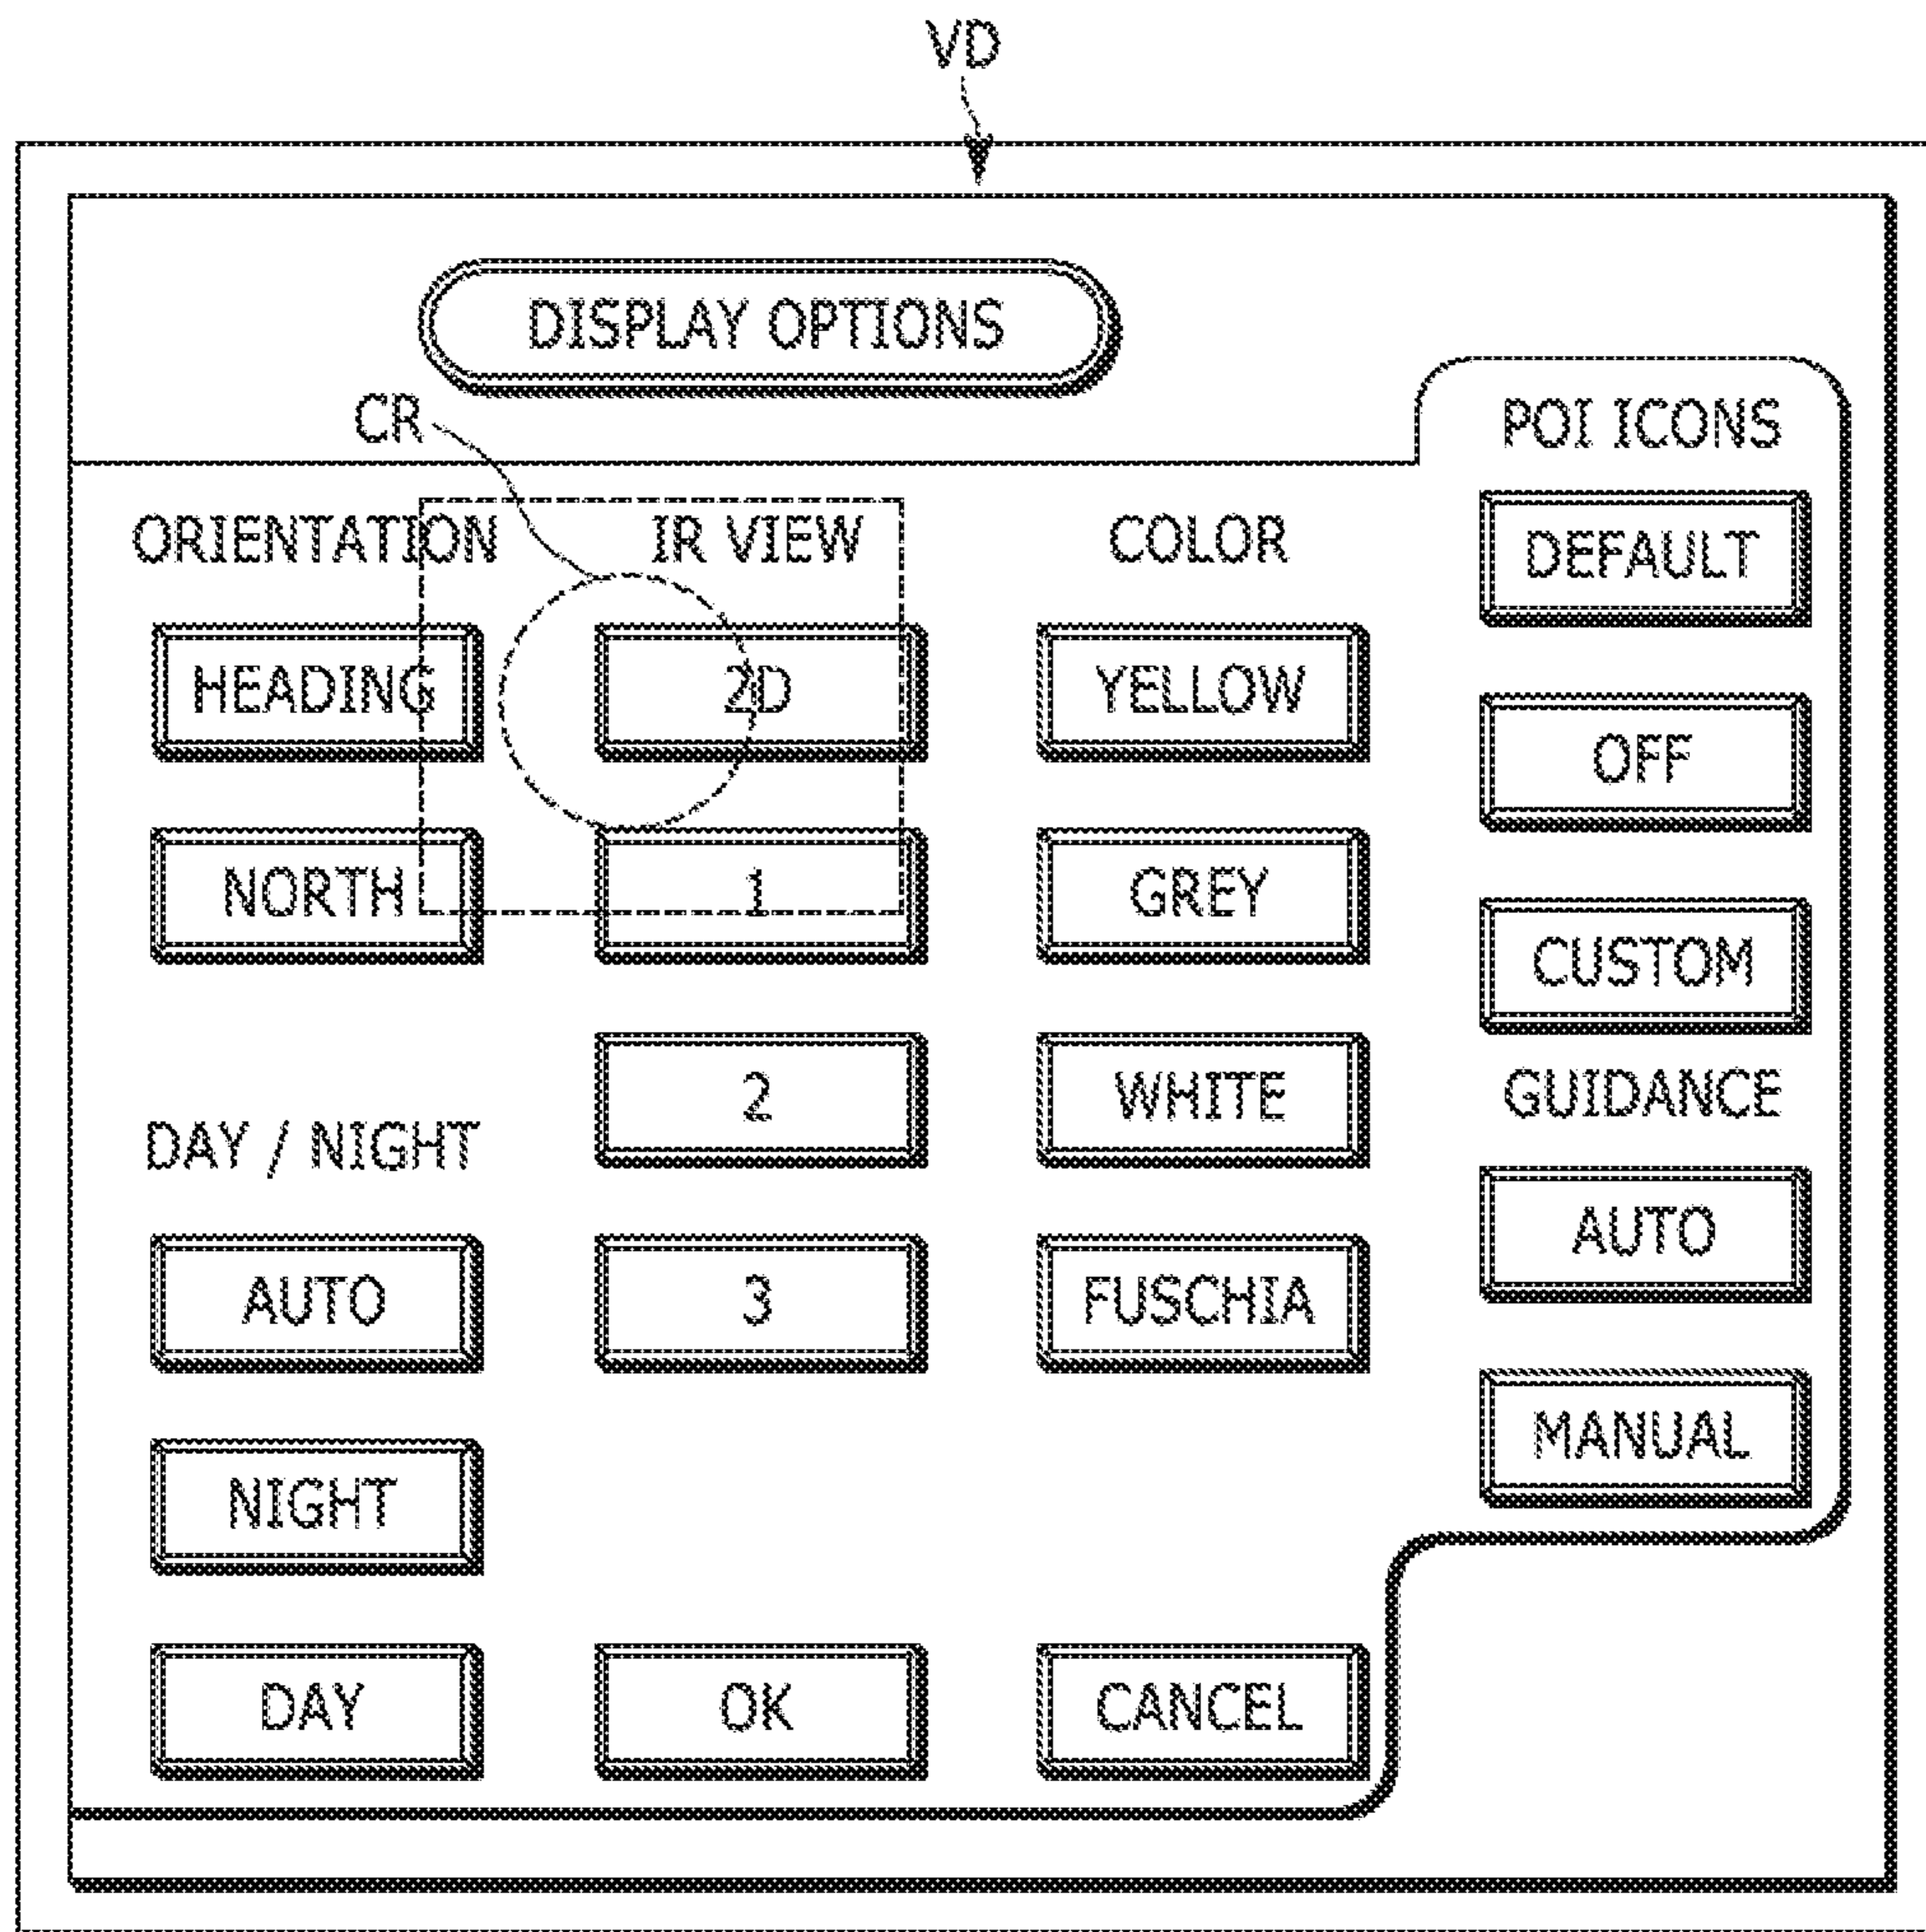 VD
DISPLAY OPTIONS
CR
POI ICONS
ORIENTATION IR VIEW COLOR DEFAULT
HEADING 2D YELLOW OFF
NORTH 1 GREY CUSTOM
2 WHITE GUIDANCE
DAY / NIGHT
AUTO 3 FUSCHIA AUTO
NIGHT MANUAL
DAY OK CANCEL